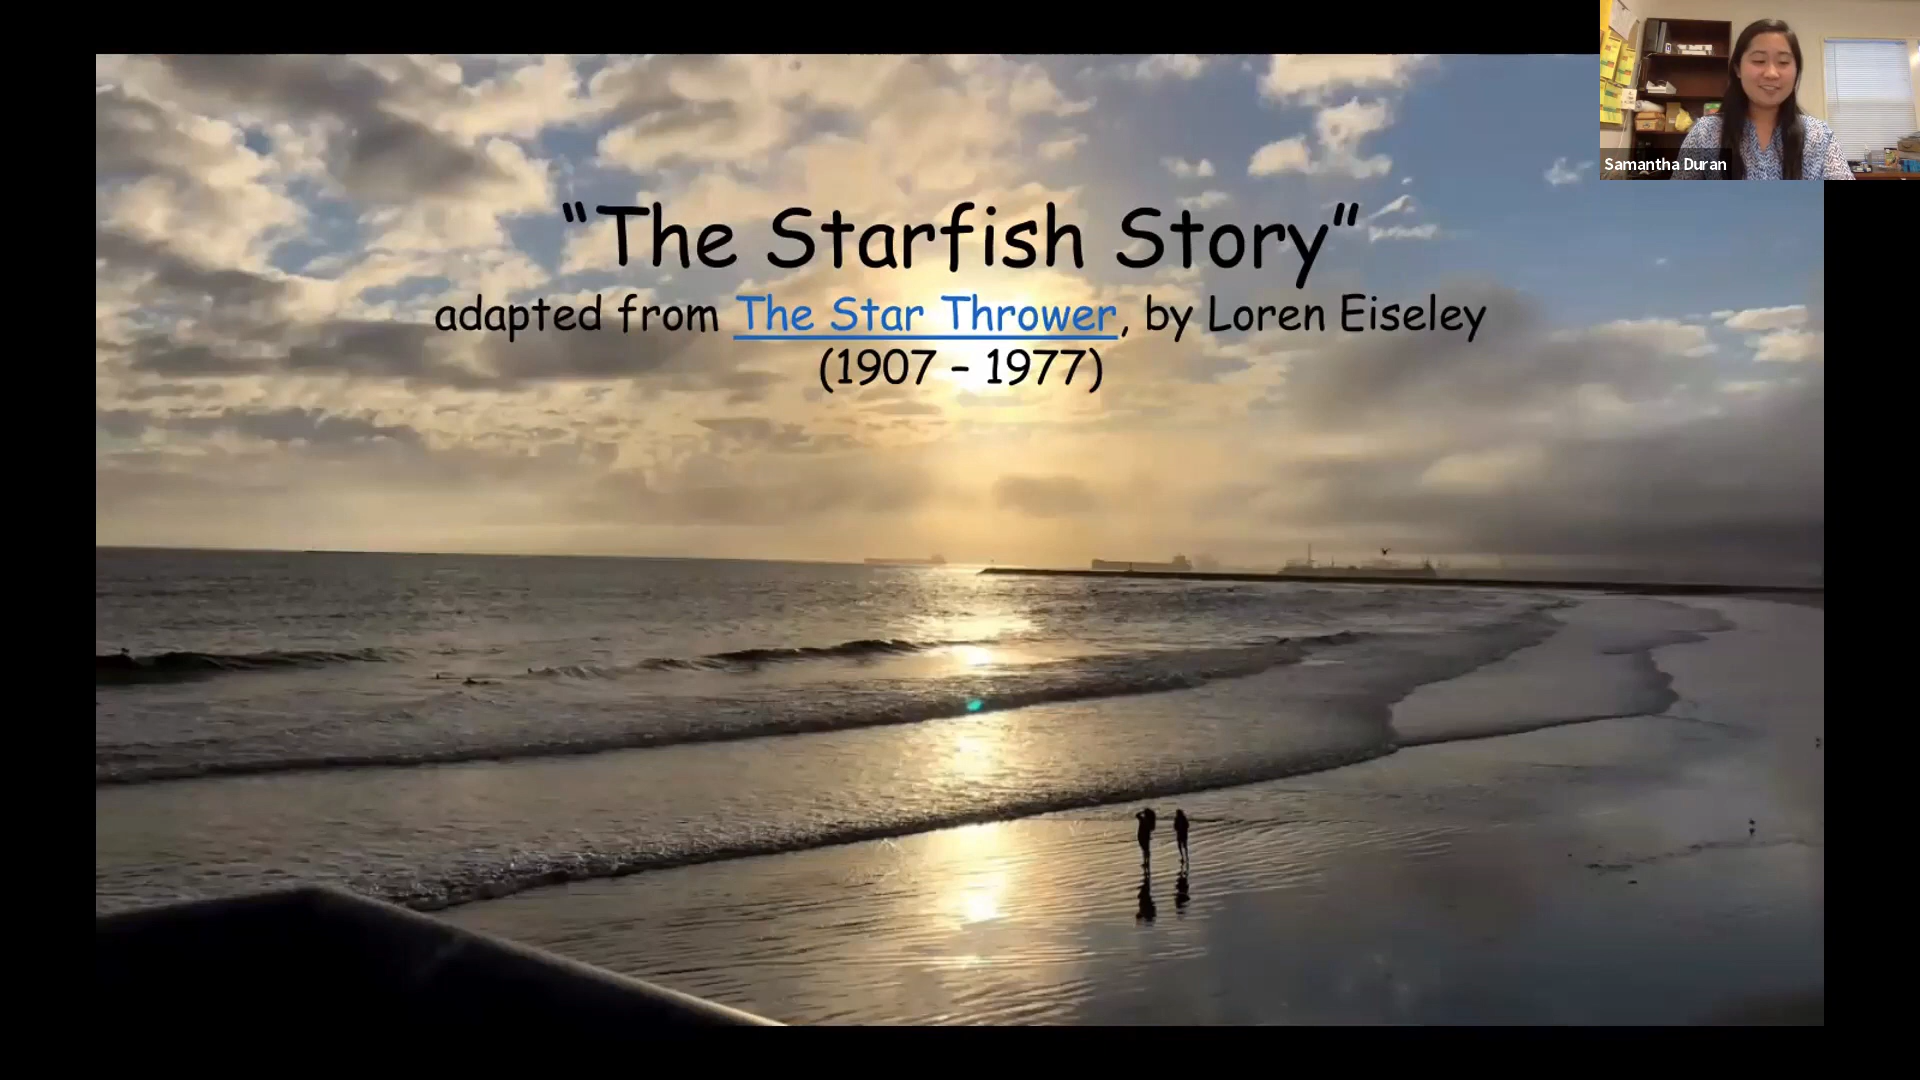 Samantha Duran
“The Starfish Story”
adapted from The Star Thrower, by Loren Eiseley
(1907 – 1977)